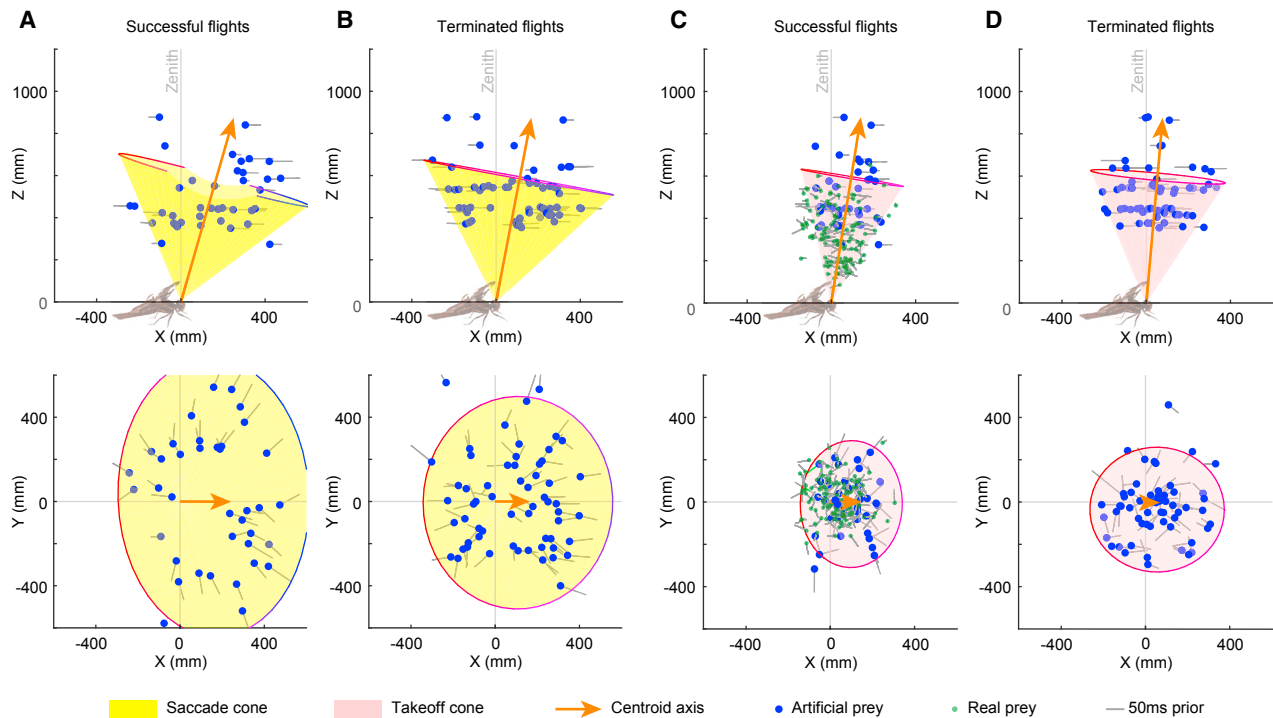 A
Successful flights
B
Terminated flights
C
Successful flights
D
Terminated flights
Zenith
Zenith
Zenith
Zenith
Z (mm)
1000
0
-400
400
X (mm)
Z (mm)
1000
0
-400
400
X (mm)
Z (mm)
1000
0
-400
400
X (mm)
Z (mm)
1000
0
-400
400
X (mm)
Y (mm)
400
0
-400
-400
0
400
X (mm)
Y (mm)
400
0
-400
-400
0
400
X (mm)
Y (mm)
400
0
-400
-400
0
400
X (mm)
Y (mm)
400
0
-400
-400
0
400
X (mm)
Saccade cone
Takeoff cone
Centroid axis
Artificial prey
Real prey
50ms prior